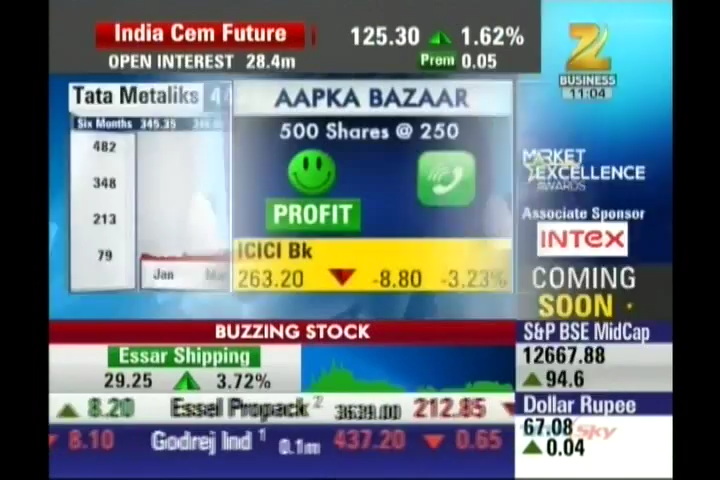 India Cem Future
125.30 1.62%
OPEN INTEREST 28.4m
Prem 0.05
Z
BUSINESS
11:04
Tata Metaliks
Six Months 345.35
482
348
213
79
Jan
AAPKA BAZAAR
500 Shares @ 250
PROFIT
ICICI Bk
263.20 -8.80 -3.23%
MARKET
EXCELLENCE
AWARDS
Associate Sponsor
INTEX
COMING
SOON
BUZZING STOCK
Essar Shipping
29.25 3.72%
S&P BSE MidCap
12667.88
94.6
Dollar Rupee
67.08
0.04
8.20 Essel Propack 2 212.85
8.10 Godrej Ind 1 0.1m 437.20 0.65